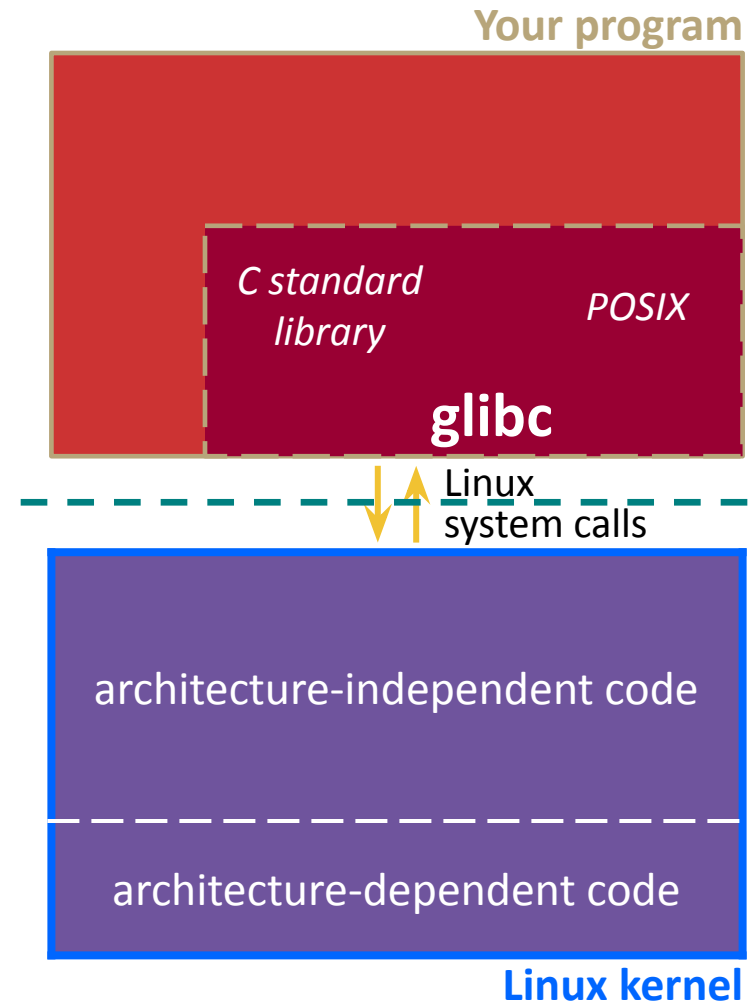 Your program
C standard
library
POSIX
glibc
Linux
system calls
architecture-independent code
architecture-dependent code
Linux kernel